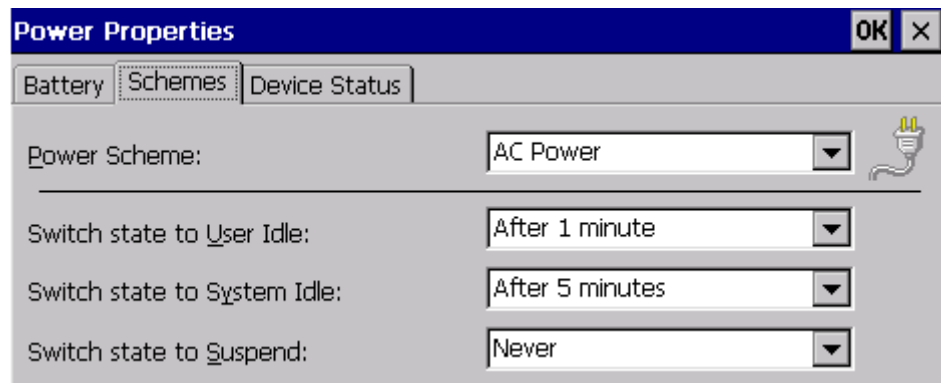 Power Properties OK ×
Battery Schemes Device Status
Power Scheme: AC Power
Switch state to User Idle: After 1 minute
Switch state to System Idle: After 5 minutes
Switch state to Suspend: Never